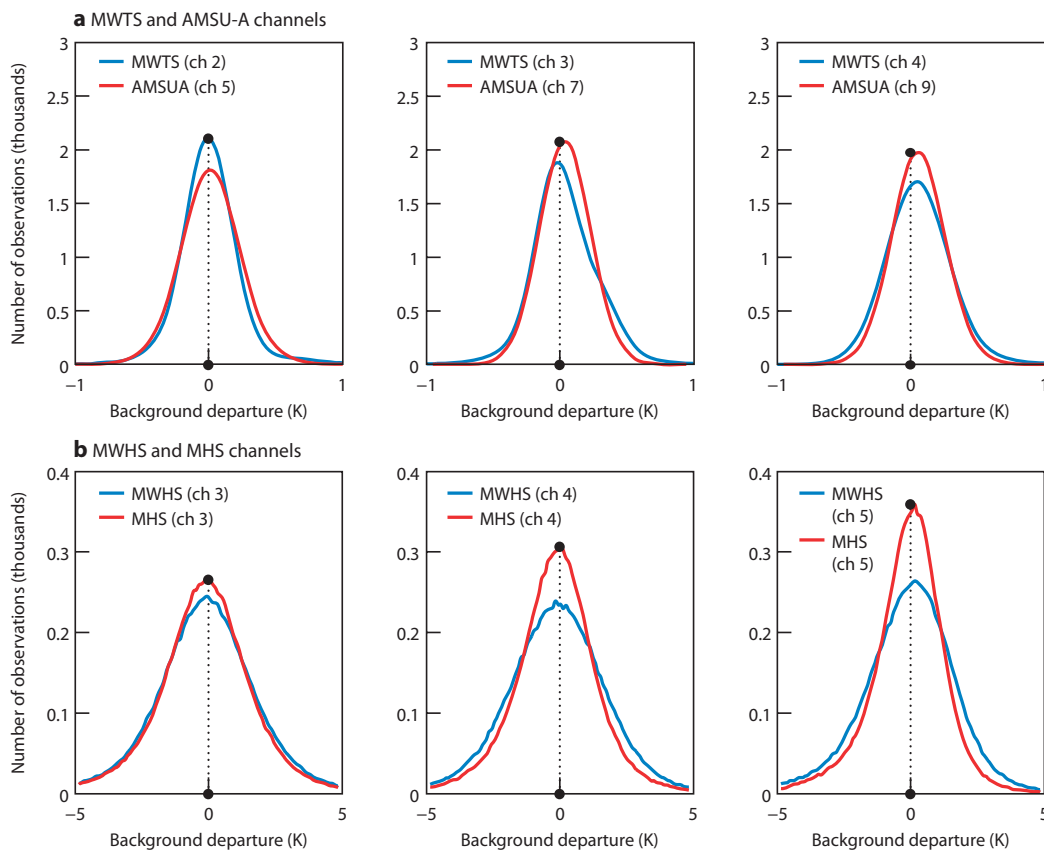 a MWTS and AMSU-A channels
Number of observations (thousands)
3
2.5
2
1.5
1
0.5
0
MWTS (ch 2)
AMSUA (ch 5)
−1
0
1
Background departure (K)
3
2.5
2
1.5
1
0.5
0
MWTS (ch 3)
AMSUA (ch 7)
−1
0
1
Background departure (K)
3
2.5
2
1.5
1
0.5
0
MWTS (ch 4)
AMSUA (ch 9)
−1
0
1
Background departure (K)
b MWHS and MHS channels
Number of observations (thousands)
0.4
0.3
0.2
0.1
0
MWHS (ch 3)
MHS (ch 3)
−5
0
5
Background departure (K)
0.4
0.3
0.2
0.1
0
MWHS (ch 4)
MHS (ch 4)
−5
0
5
Background departure (K)
0.4
0.3
0.2
0.1
0
MWHS
(ch 5)
MHS
(ch 5)
−5
0
5
Background departure (K)